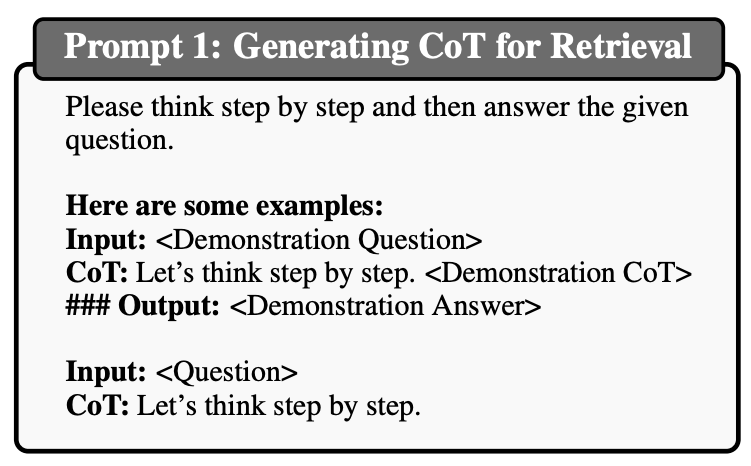 Prompt 1: Generating CoT for Retrieval
Please think step by step and then answer the given
question.
Here are some examples:
Input: <Demonstration Question>
CoT: Let’s think step by step. <Demonstration CoT>
### Output: <Demonstration Answer>
Input: <Question>
CoT: Let’s think step by step.